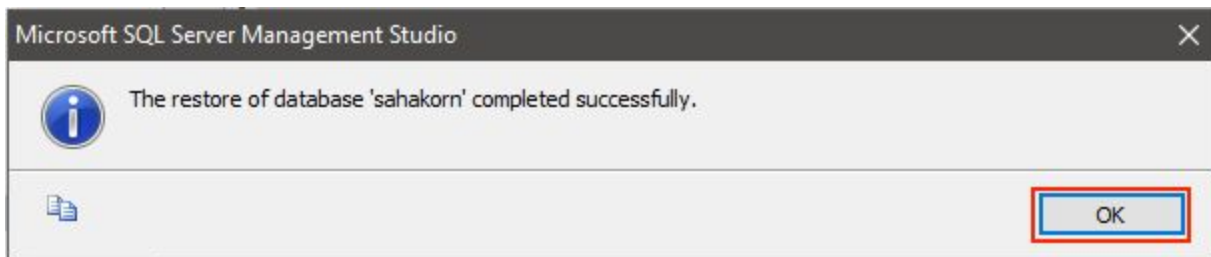 Microsoft SQL Server Management Studio
The restore of database 'sahakorn' completed successfully.
OK